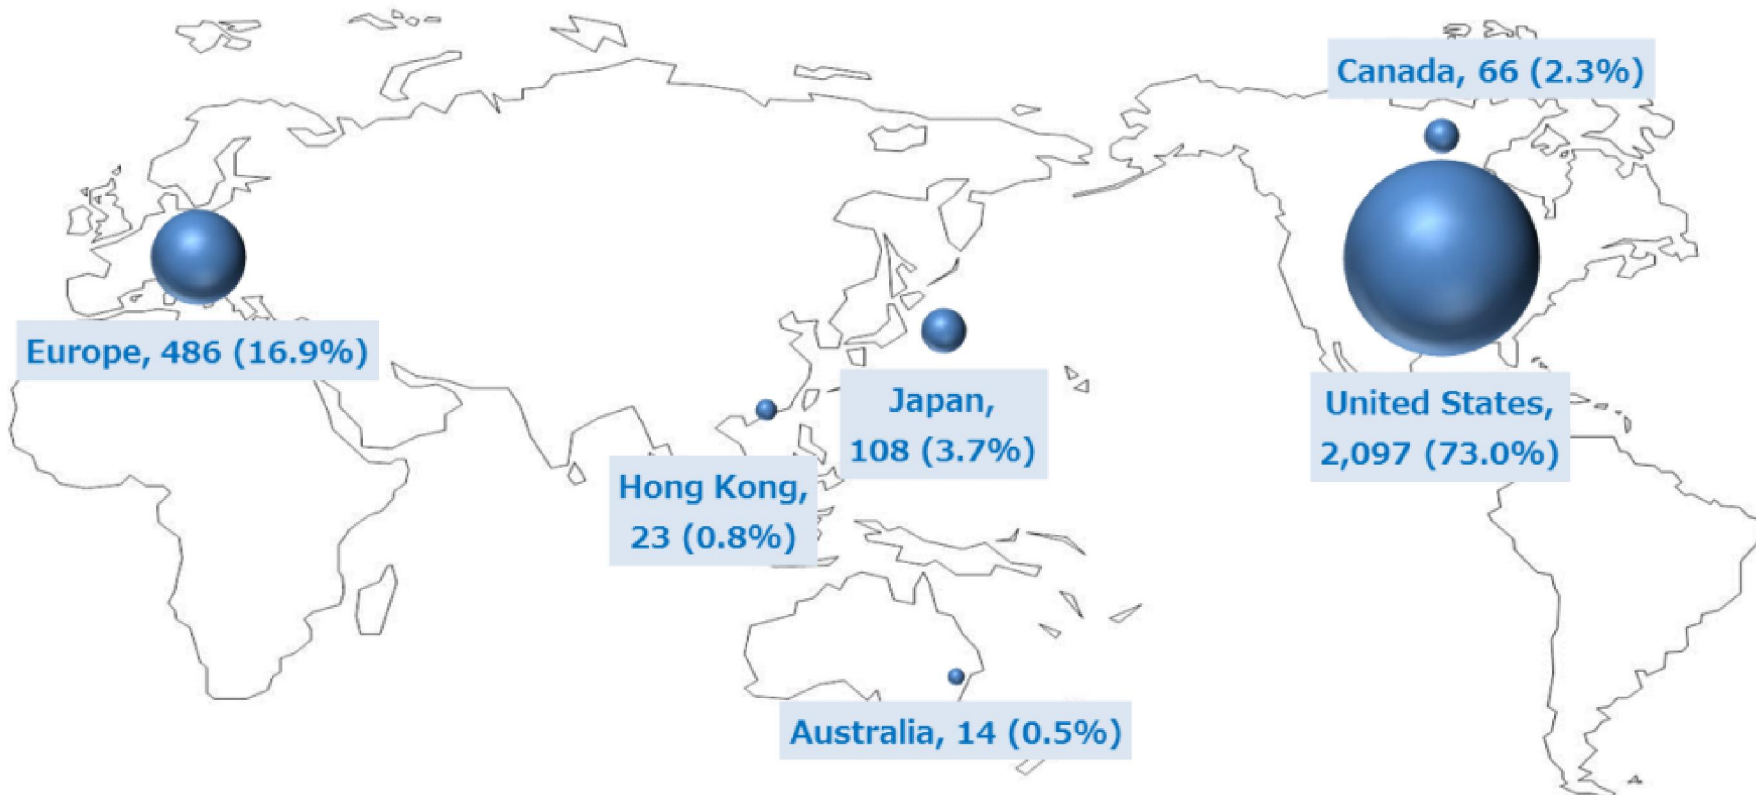 Canada, 66 (2.3%)
Europe, 486 (16.9%)
Japan,
108 (3.7%)
United States,
2,097 (73.0%)
Hong Kong,
23 (0.8%)
Australia, 14 (0.5%)